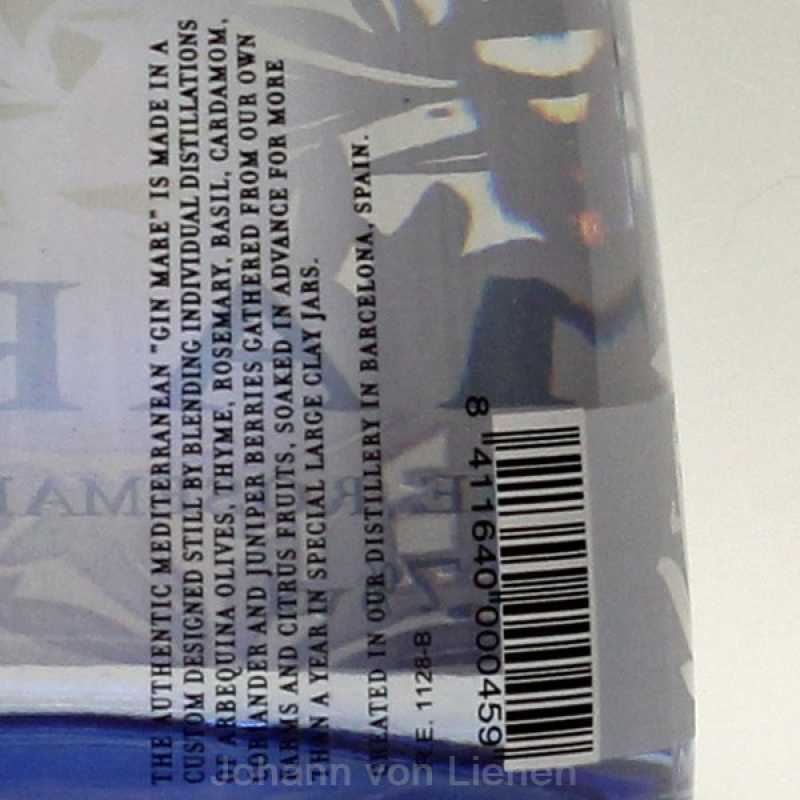 THE AUTHENTIC MEDITERRANEAN "GIN MARE" IS MADE IN A
CUSTOM DESIGNED STILL BY BLENDING INDIVIDUAL DISTILLATIONS
OF ARBEQUINA OLIVES, THYME, ROSEMARY, BASIL, CARDAMOM,
CORIANDER AND JUNIPER BERRIES GATHERED FROM OUR OWN
FARMS AND CITRUS FRUITS, SOAKED IN ADVANCE FOR MORE
THAN A YEAR IN SPECIAL LARGE CLAY JARS.
CREATED IN OUR DISTILLERY IN BARCELONA, SPAIN.
R.E. 1128-B
8 411640 000459
Johann von Lienen